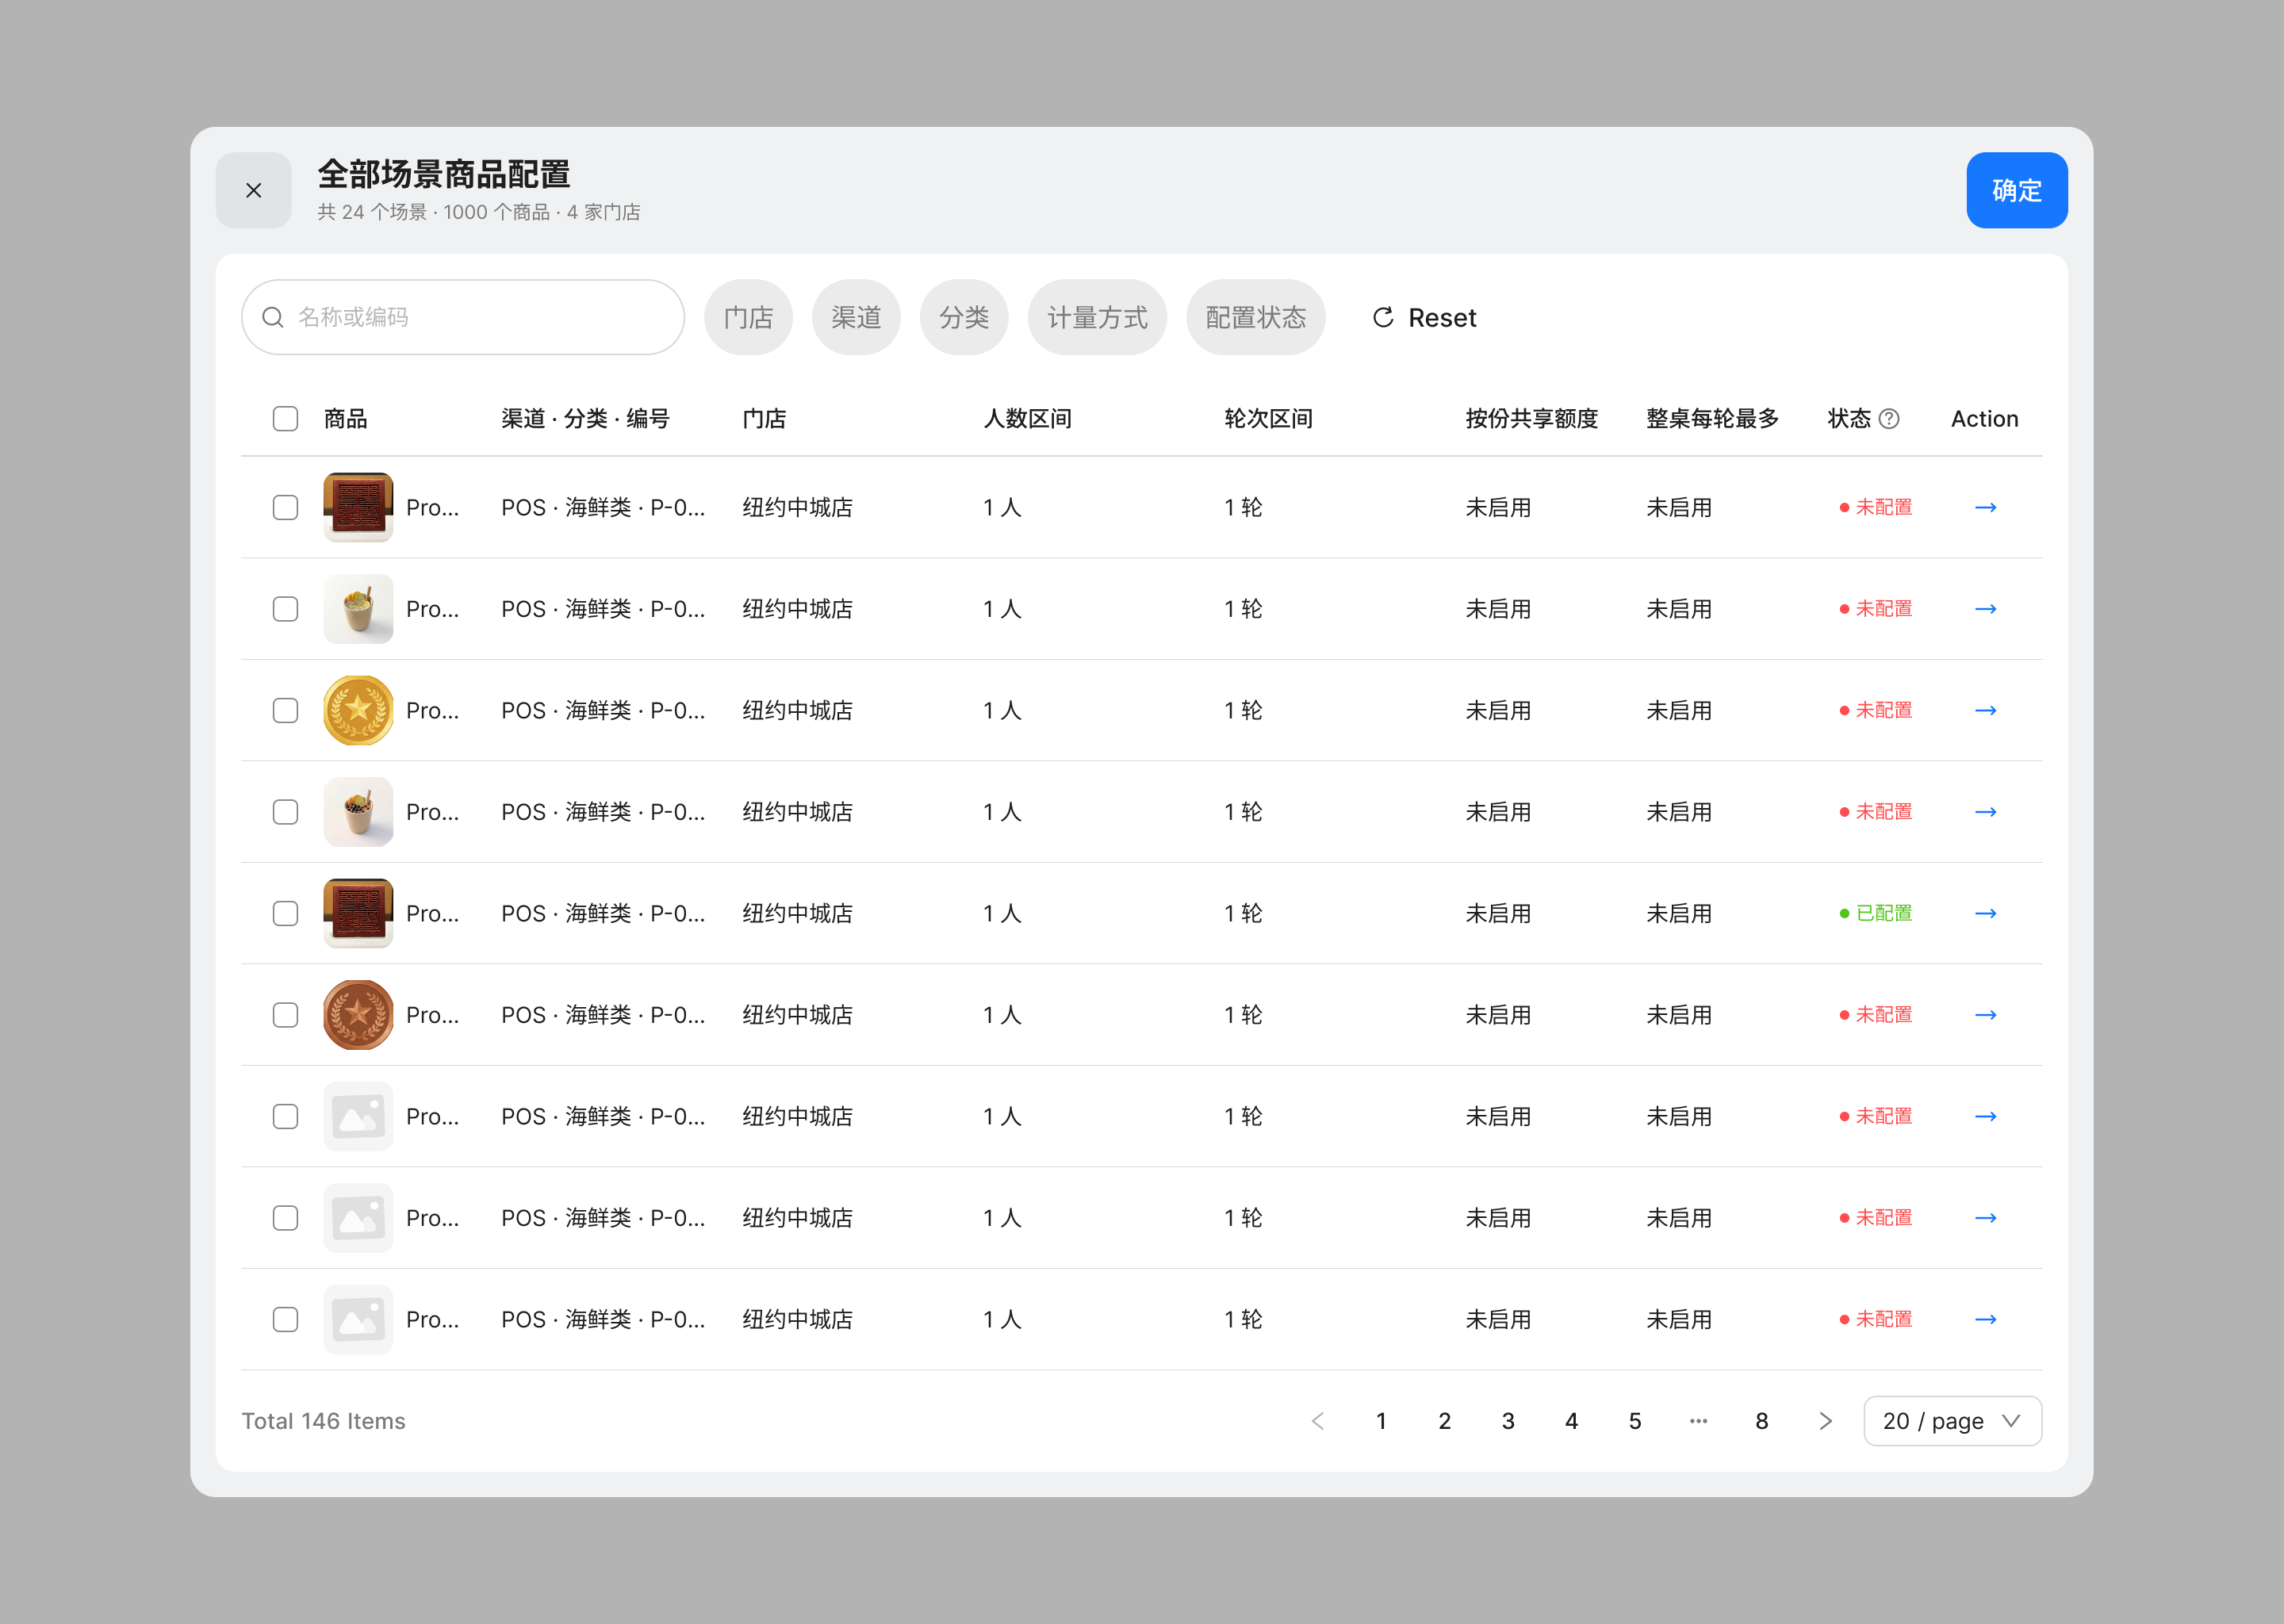 全部场景商品配置
共 24 个场景 · 1000 个商品 · 4 家门店
确定
名称或编码 门店 渠道 分类 计量方式 配置状态 Reset
商品 渠道 · 分类 · 编号 门店 人数区间 轮次区间 按份共享额度 整桌每轮最多 状态 Action
Pro... POS · 海鲜类 · P-0... 纽约中城店 1 人 1 轮 未启用 未启用 未配置
Pro... POS · 海鲜类 · P-0... 纽约中城店 1 人 1 轮 未启用 未启用 未配置
Pro... POS · 海鲜类 · P-0... 纽约中城店 1 人 1 轮 未启用 未启用 未配置
Pro... POS · 海鲜类 · P-0... 纽约中城店 1 人 1 轮 未启用 未启用 未配置
Pro... POS · 海鲜类 · P-0... 纽约中城店 1 人 1 轮 未启用 未启用 已配置
Pro... POS · 海鲜类 · P-0... 纽约中城店 1 人 1 轮 未启用 未启用 未配置
Pro... POS · 海鲜类 · P-0... 纽约中城店 1 人 1 轮 未启用 未启用 未配置
Pro... POS · 海鲜类 · P-0... 纽约中城店 1 人 1 轮 未启用 未启用 未配置
Pro... POS · 海鲜类 · P-0... 纽约中城店 1 人 1 轮 未启用 未启用 未配置
Total 146 Items 1 2 3 4 5 ··· 8 20 / page